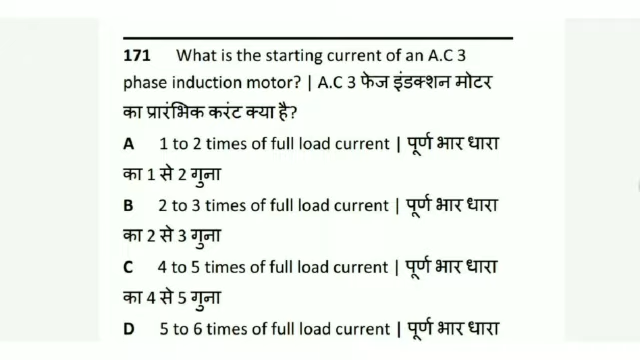 171 What is the starting current of an A.C 3
phase induction motor? | A.C 3 फेज इंडक्शन मोटर
का प्रारंभिक करंट क्या है?
A 1 to 2 times of full load current | पूर्ण भार धारा
का 1 से 2 गुना
B 2 to 3 times of full load current | पूर्ण भार धारा
का 2 से 3 गुना
C 4 to 5 times of full load current | पूर्ण भार धारा
का 4 से 5 गुना
D 5 to 6 times of full load current | पूर्ण भार धारा